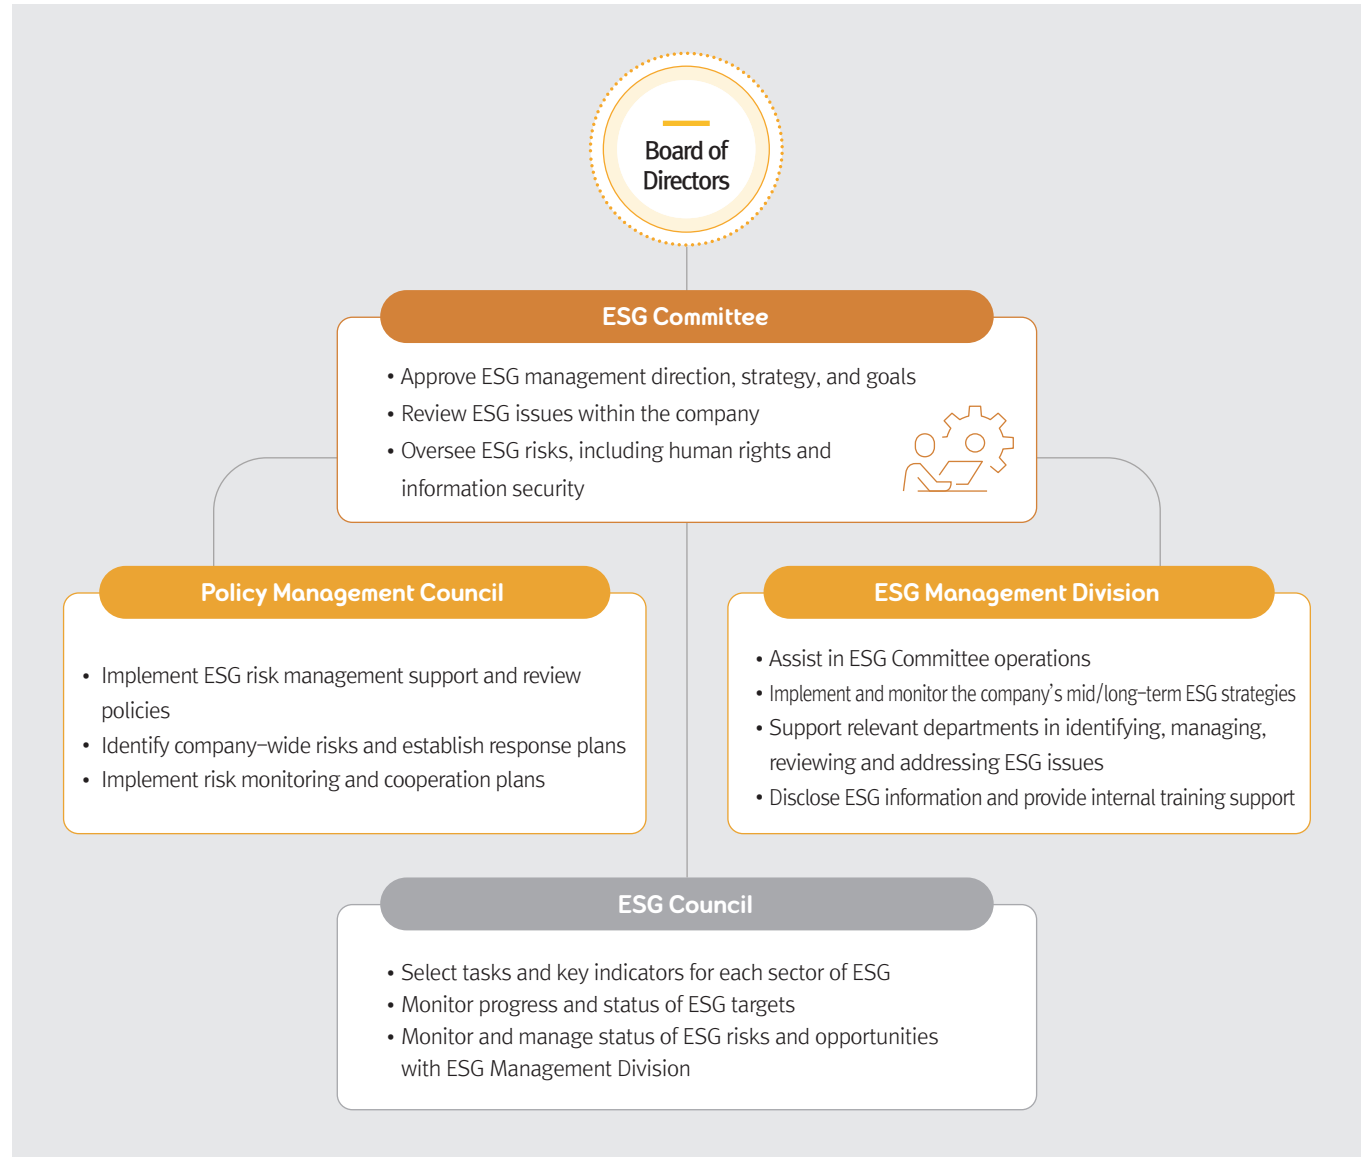 Board of
Directors
ESG Committee
• Approve ESG management direction, strategy, and goals
• Review ESG issues within the company
• Oversee ESG risks, including human rights and
information security
Policy Management Council
• Implement ESG risk management support and review
policies
• Identify company-wide risks and establish response plans
• Implement risk monitoring and cooperation plans
ESG Management Division
• Assist in ESG Committee operations
• Implement and monitor the company's mid/long-term ESG strategies
• Support relevant departments in identifying, managing,
reviewing and addressing ESG issues
• Disclose ESG information and provide internal training support
ESG Council
• Select tasks and key indicators for each sector of ESG
• Monitor progress and status of ESG targets
• Monitor and manage status of ESG risks and opportunities
with ESG Management Division